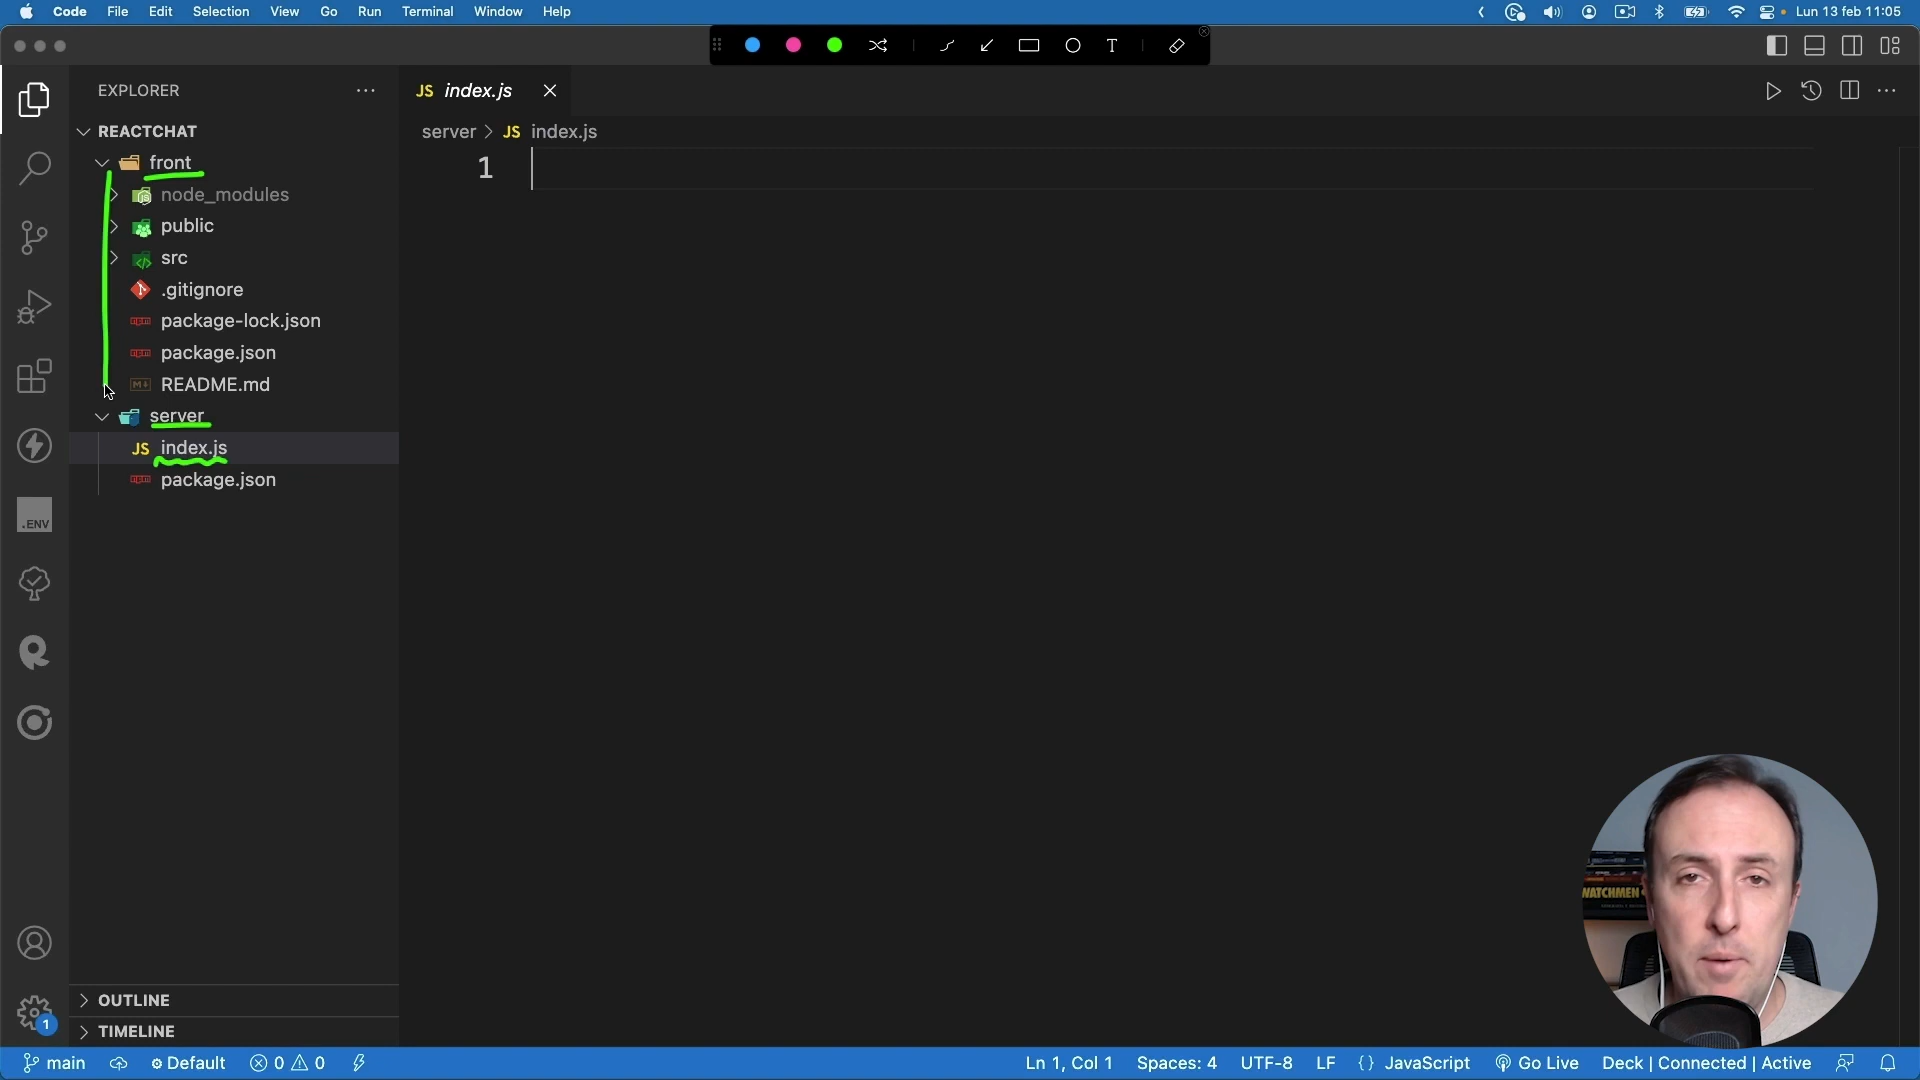 Code File Edit Selection View Go Run Terminal Window Help Lun 13 feb 11:05
T
EXPLORER
JS index.js
REACTCHAT
server > JS index.js
front
1
node_modules
public
src
.gitignore
package-lock.json
package.json
README.md
server
JS index.js
package.json
.ENV
WATCHMEN
OUTLINE
1
TIMELINE
main Default 0 0 Ln 1, Col 1 Spaces: 4 UTF-8 LF {} JavaScript Go Live Deck | Connected | Active